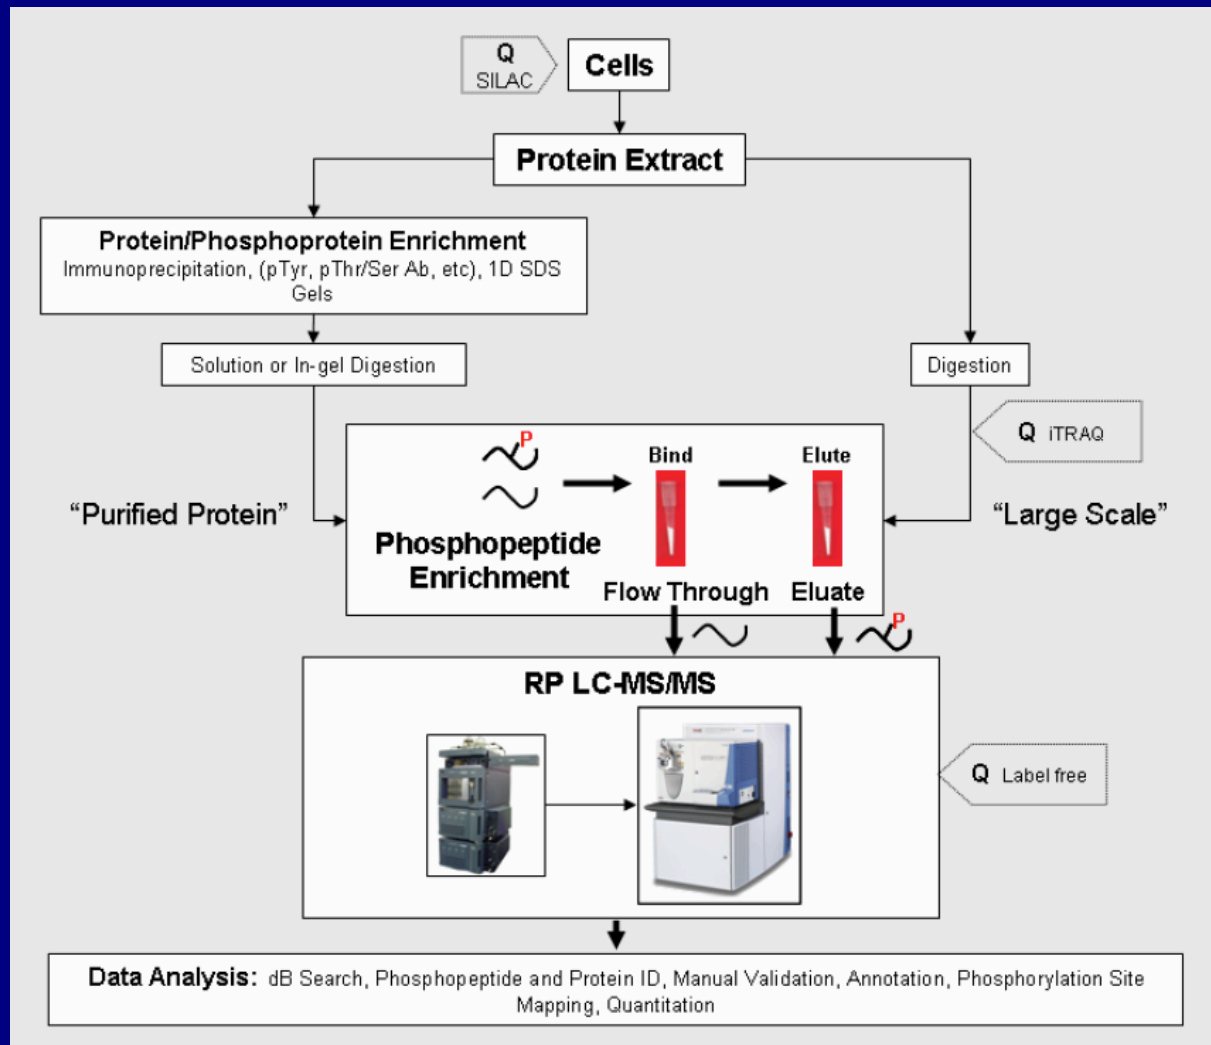 Q
SILAC
Cells
Protein Extract
Protein/Phosphoprotein Enrichment
Immunoprecipitation, (pTyr, pThr/Ser Ab, etc), 1D SDS
Gels
Solution or In-gel Digestion
Digestion
Q iTRAQ
P
Bind
Elute
"Purified Protein"
"Large Scale"
Phosphopeptide
Enrichment
Flow Through
Eluate
P
RP LC-MS/MS
Q Label free
Data Analysis: dB Search, Phosphopeptide and Protein ID, Manual Validation, Annotation, Phosphorylation Site
Mapping, Quantitation